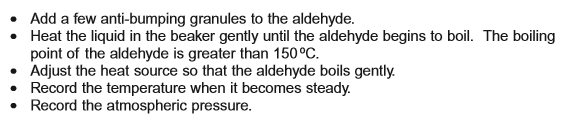 • Add a few anti-bumping granules to the aldehyde.
• Heat the liquid in the beaker gently until the aldehyde begins to boil.  The boiling
point of the aldehyde is greater than 150ºC.
• Adjust the heat source so that the aldehyde boils gently.
• Record the temperature when it becomes steady.
• Record the atmospheric pressure.